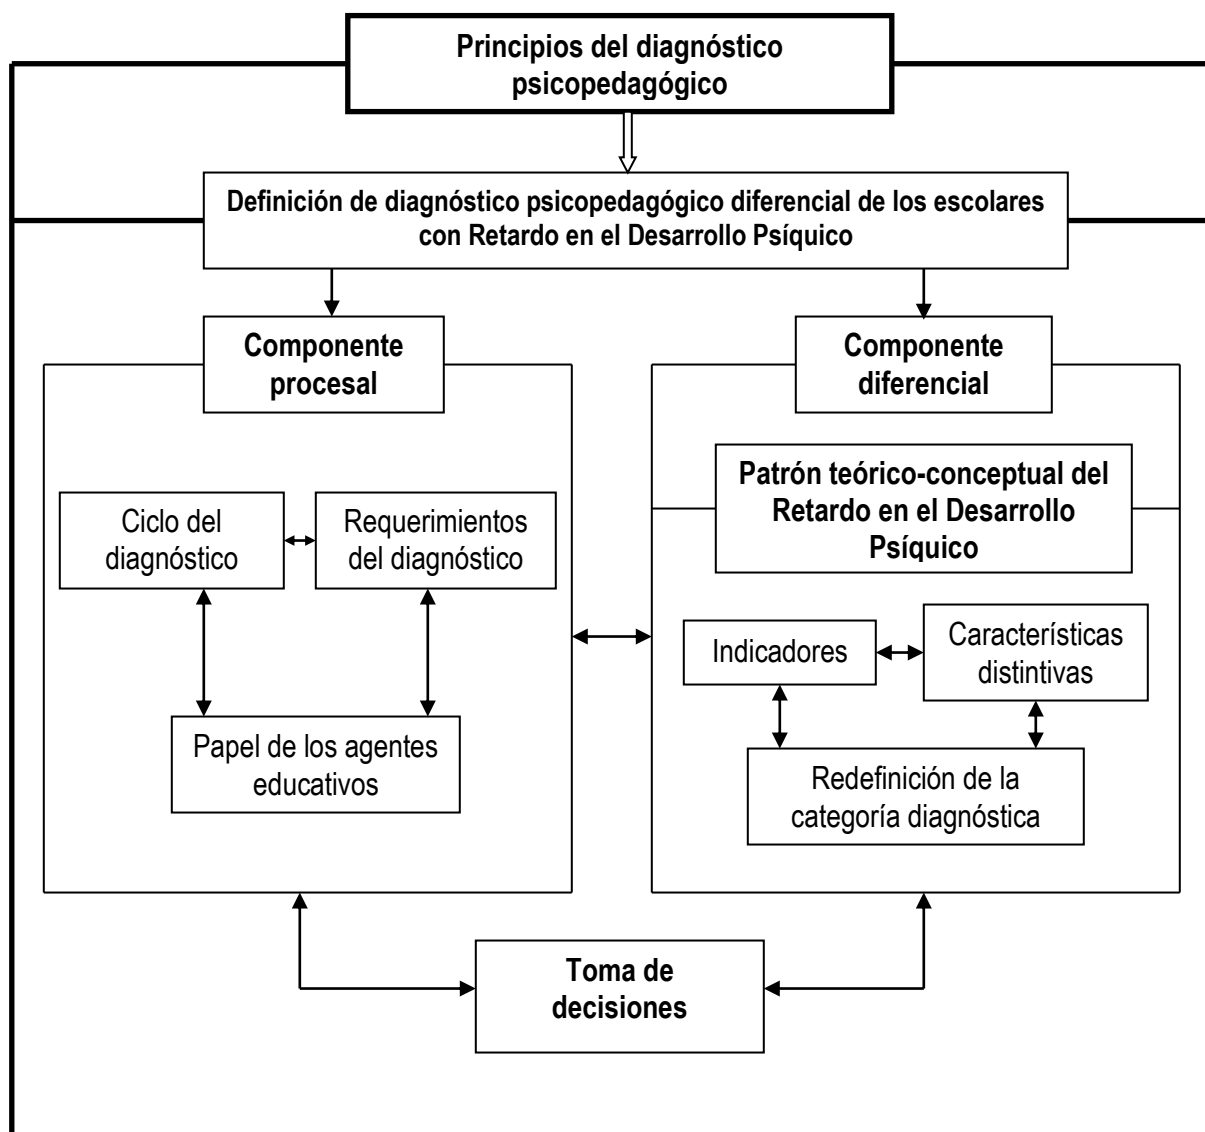 Principios del diagnóstico
psicopedagógico
Definición de diagnóstico psicopedagógico diferencial de los escolares
con Retardo en el Desarrollo Psíquico
Componente
procesal
Componente
diferencial
Ciclo del
diagnóstico
Requerimientos
del diagnóstico
Papel de los agentes
educativos
Patrón teórico-conceptual del
Retardo en el Desarrollo
Psíquico
Indicadores
Características
distintivas
Redefinición de la
categoría diagnóstica
Toma de
decisiones